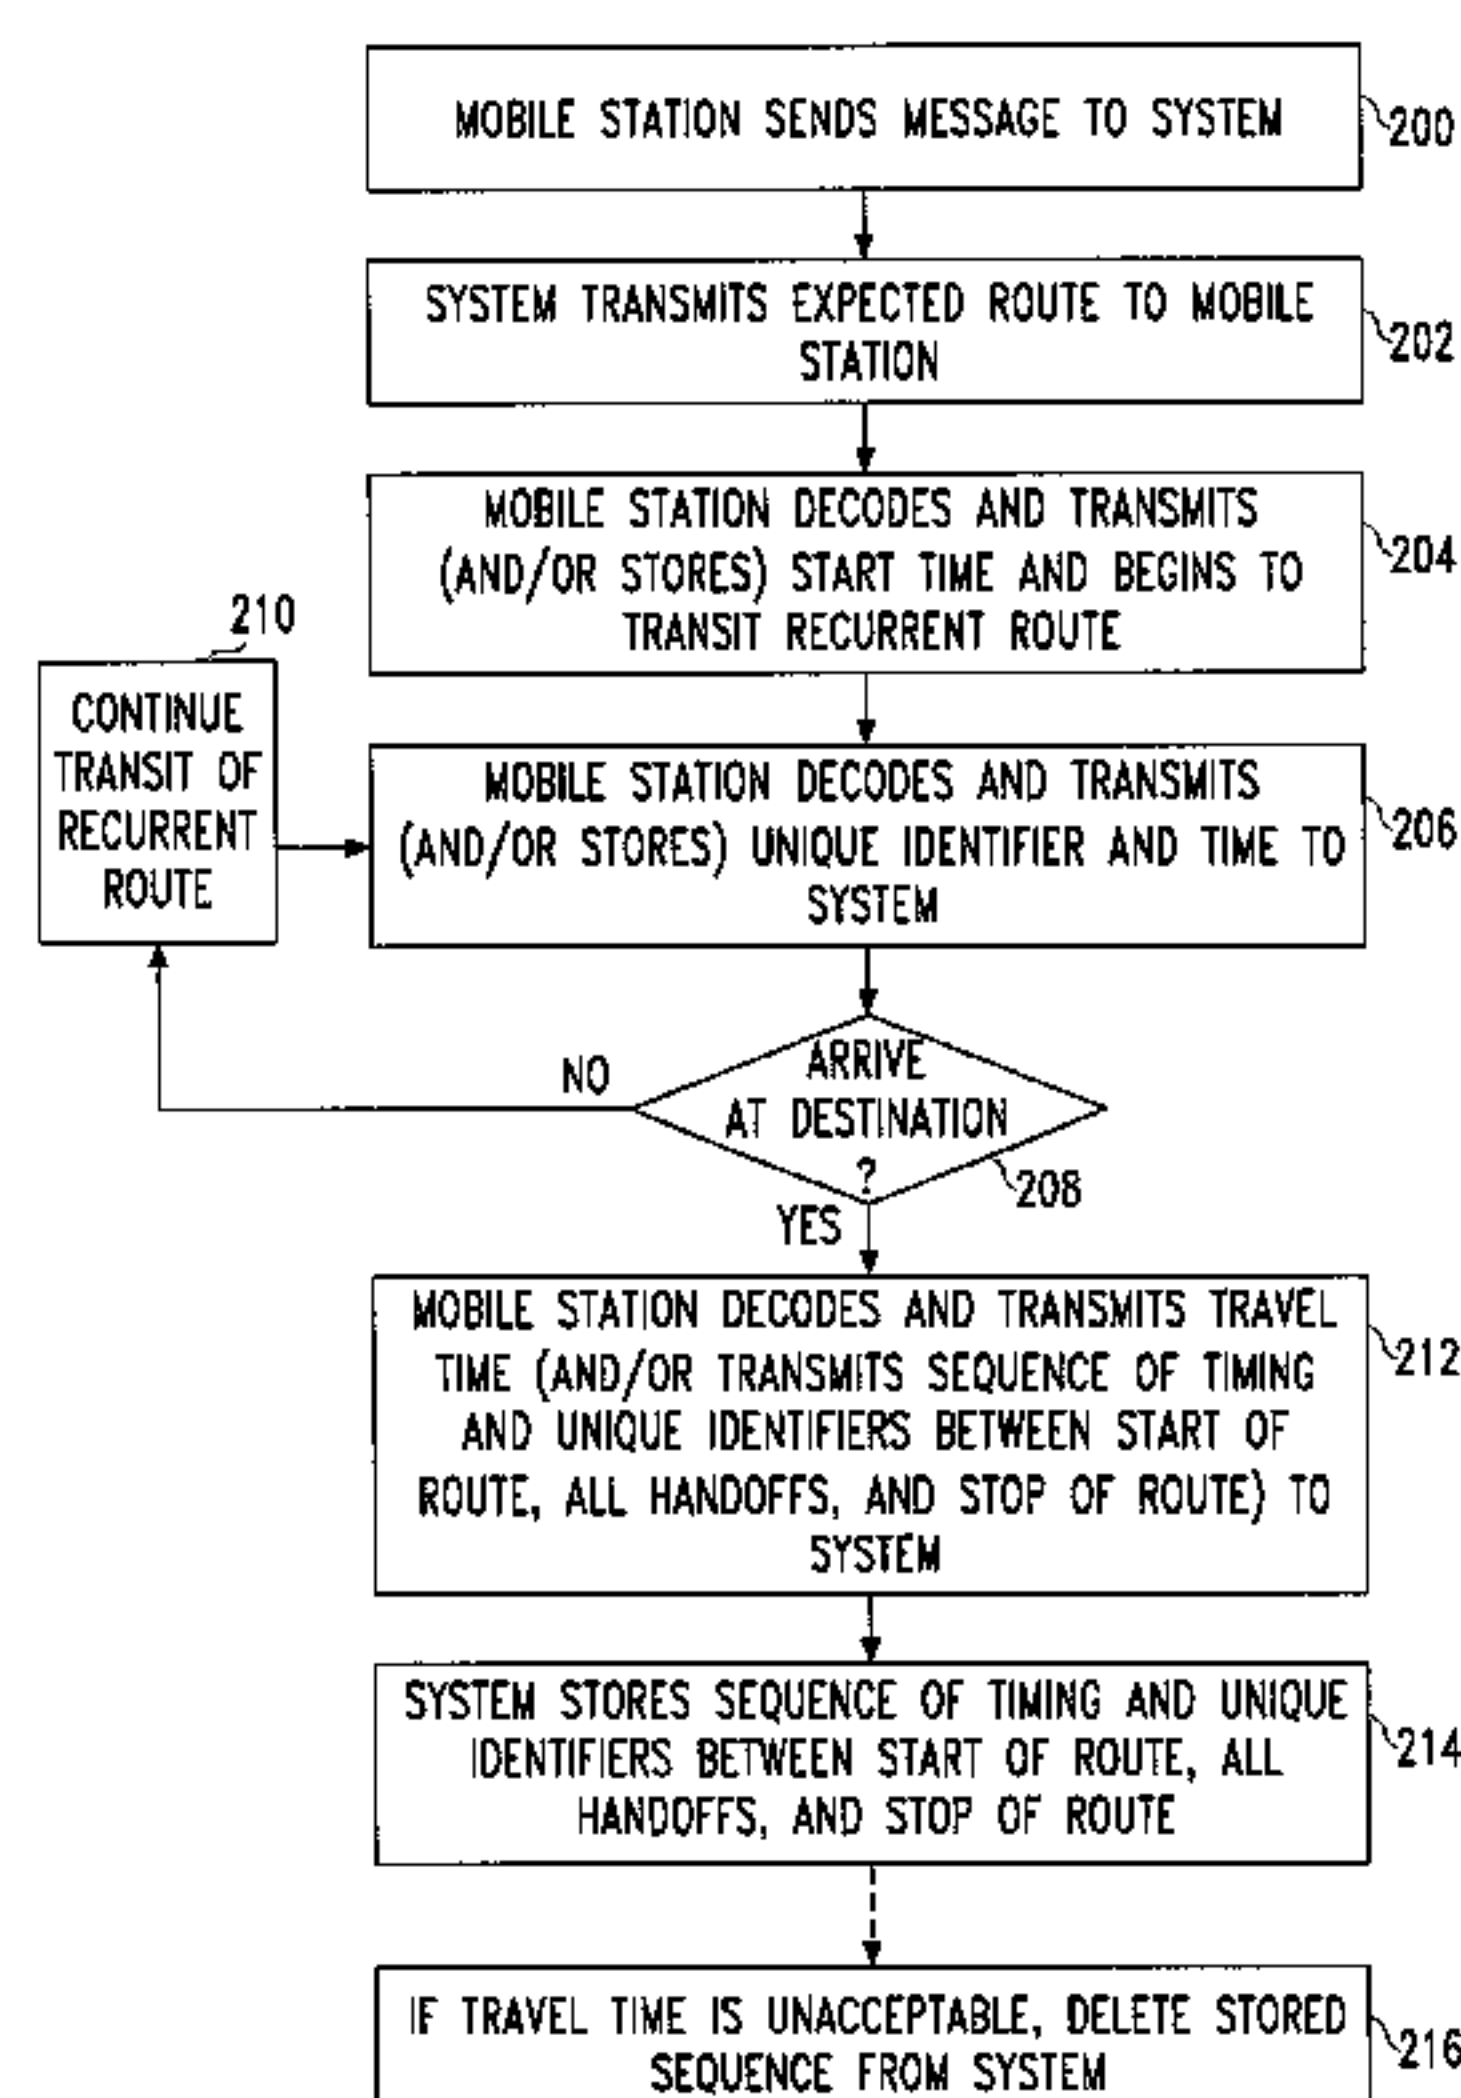 MOBILE STATION SENDS MESSAGE TO SYSTEM
200
SYSTEM TRANSMITS EXPECTED ROUTE TO MOBILE
STATION
202
MOBILE STATION DECODES AND TRANSMITS
(AND/OR STORES) START TIME AND BEGINS TO
TRANSIT RECURRENT ROUTE
204
210
CONTINUE
TRANSIT OF
RECURRENT
ROUTE
MOBILE STATION DECODES AND TRANSMITS
(AND/OR STORES) UNIQUE IDENTIFIER AND TIME TO
SYSTEM
206
NO
ARRIVE
AT DESTINATION
?
208
YES
MOBILE STATION DECODES AND TRANSMITS TRAVEL
TIME (AND/OR TRANSMITS SEQUENCE OF TIMING
AND UNIQUE IDENTIFIERS BETWEEN START OF
ROUTE, ALL HANDOFFS, AND STOP OF ROUTE) TO
SYSTEM
212
SYSTEM STORES SEQUENCE OF TIMING AND UNIQUE
IDENTIFIERS BETWEEN START OF ROUTE, ALL
HANDOFFS, AND STOP OF ROUTE
214
IF TRAVEL TIME IS UNACCEPTABLE, DELETE STORED
SEQUENCE FROM SYSTEM
216